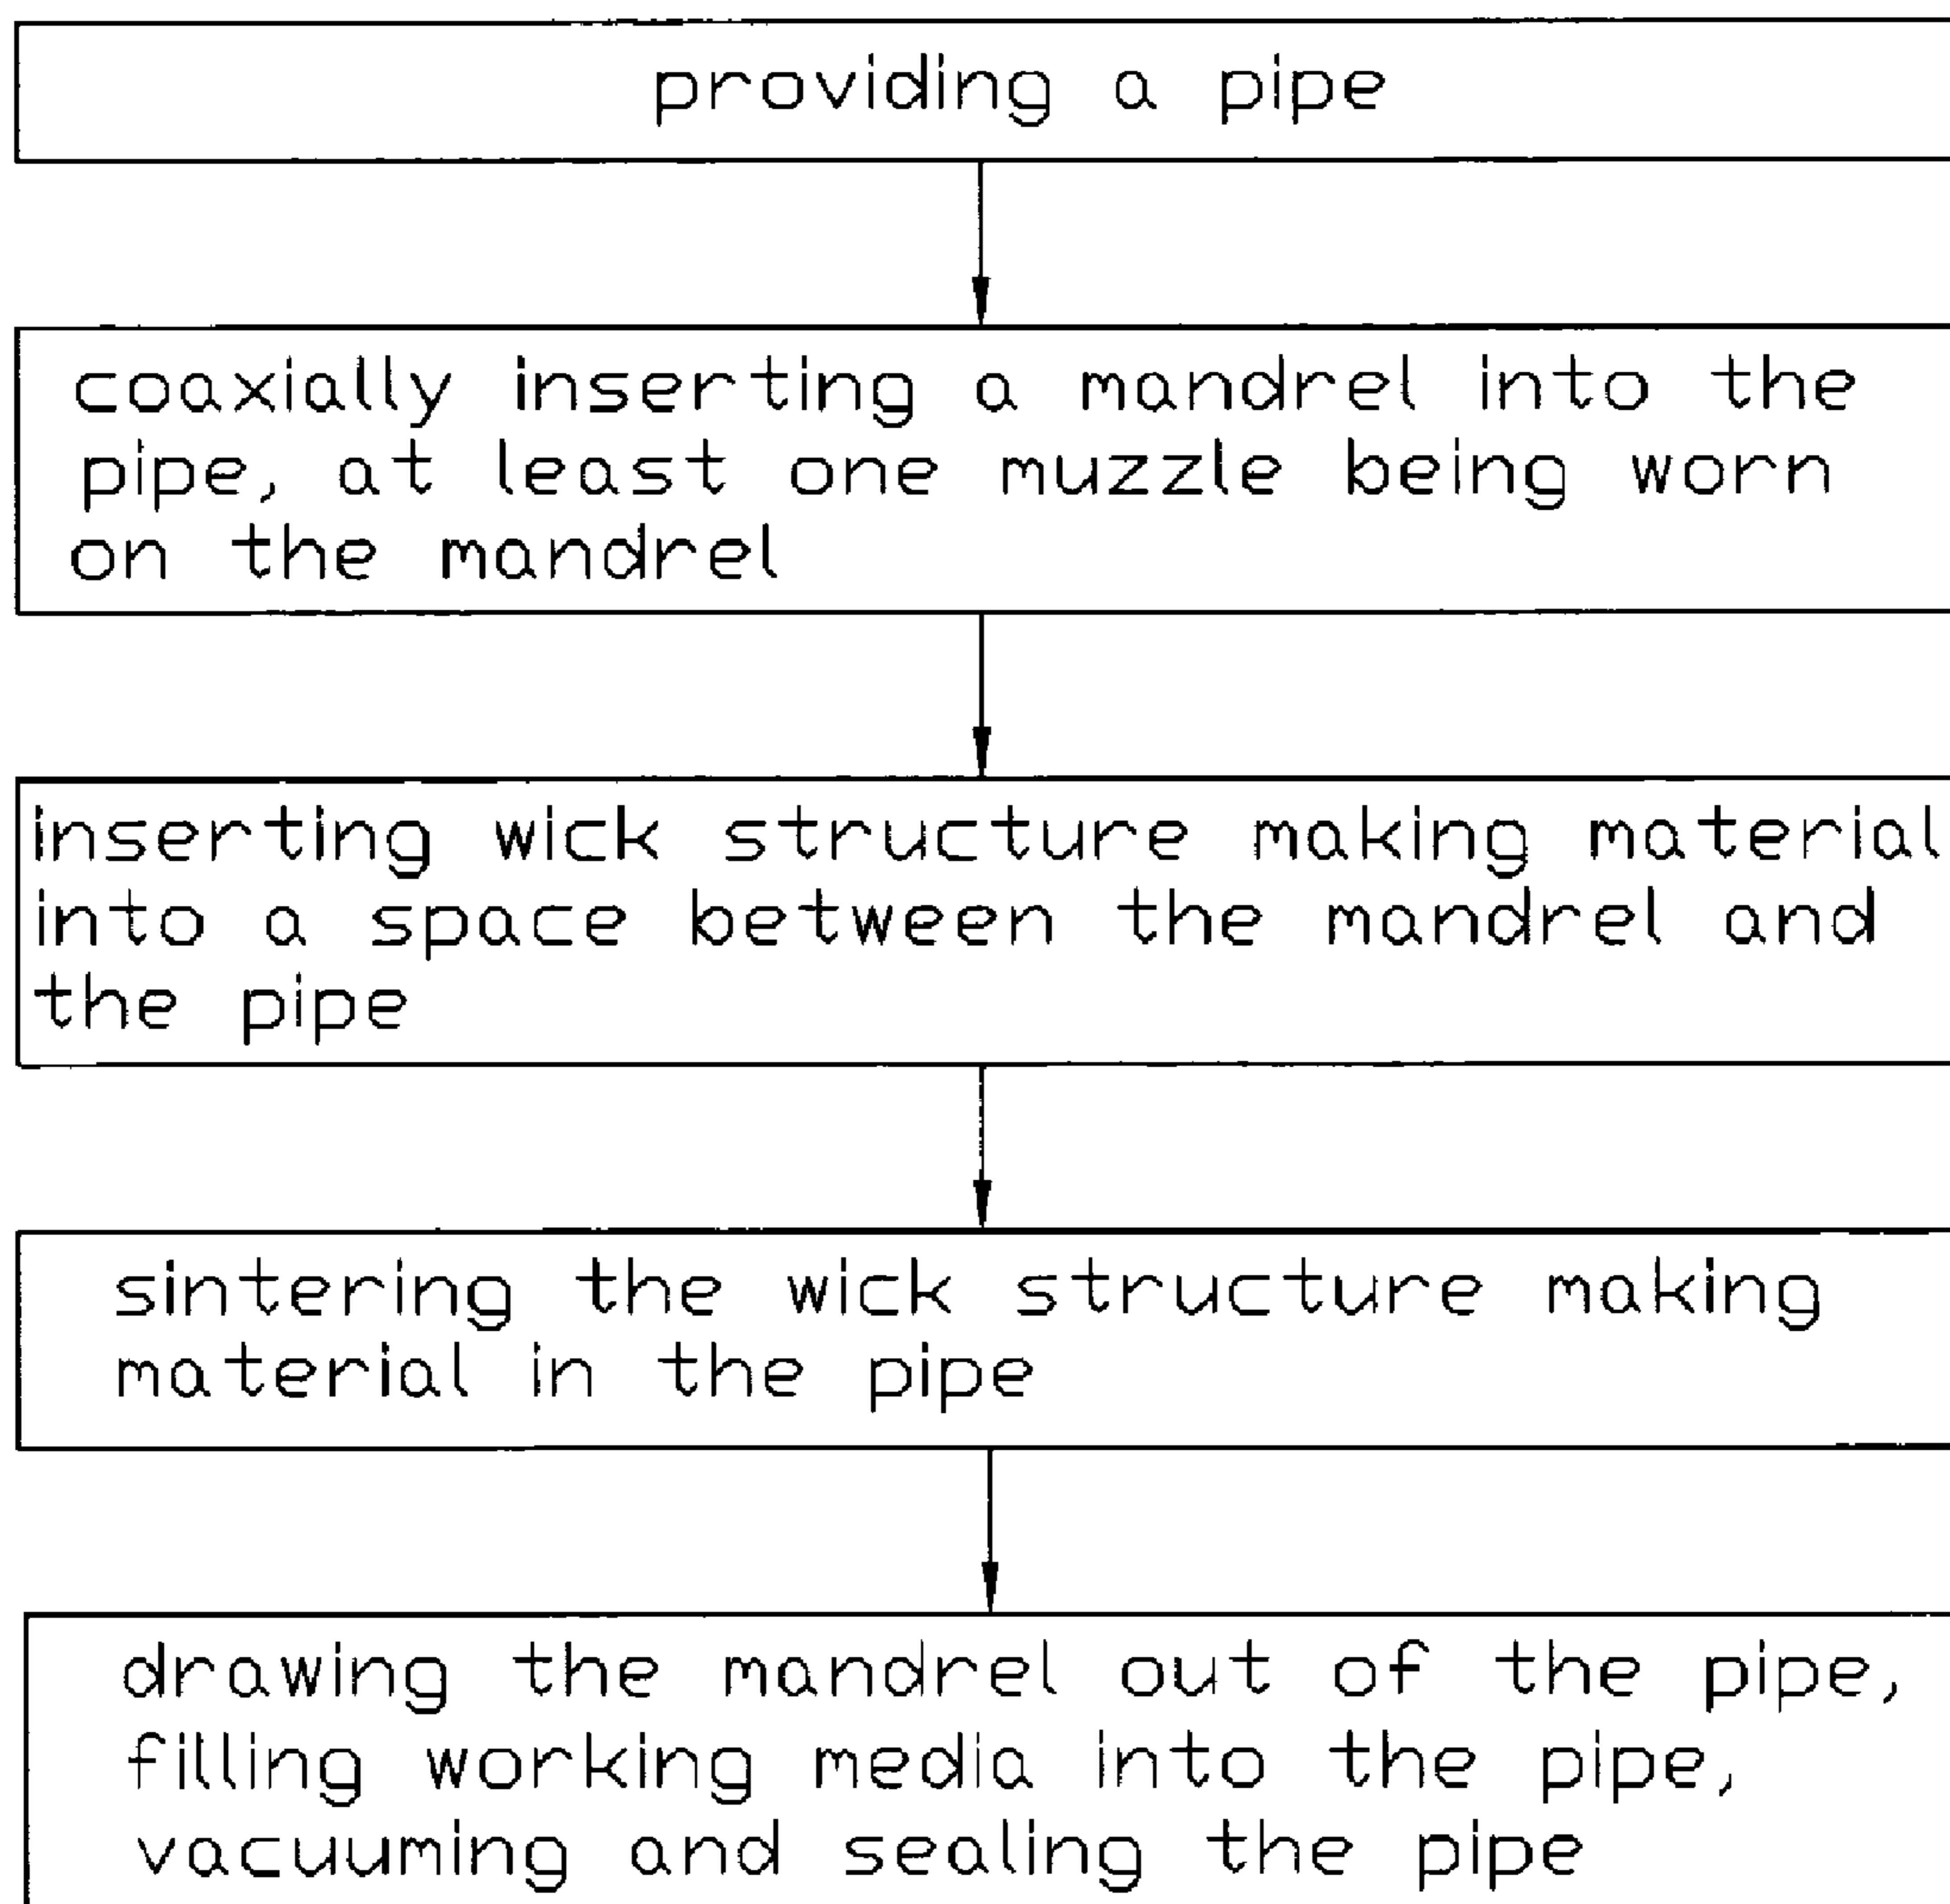 providing a pipe
coaxially inserting a mandrel into the
pipe, at least one muzzle being worn
on the mandrel
inserting wick structure making material
into a space between the mandrel and
the pipe
sintering the wick structure making
material in the pipe
drawing the mandrel out of the pipe,
filling working media into the pipe,
vacuuming and sealing the pipe